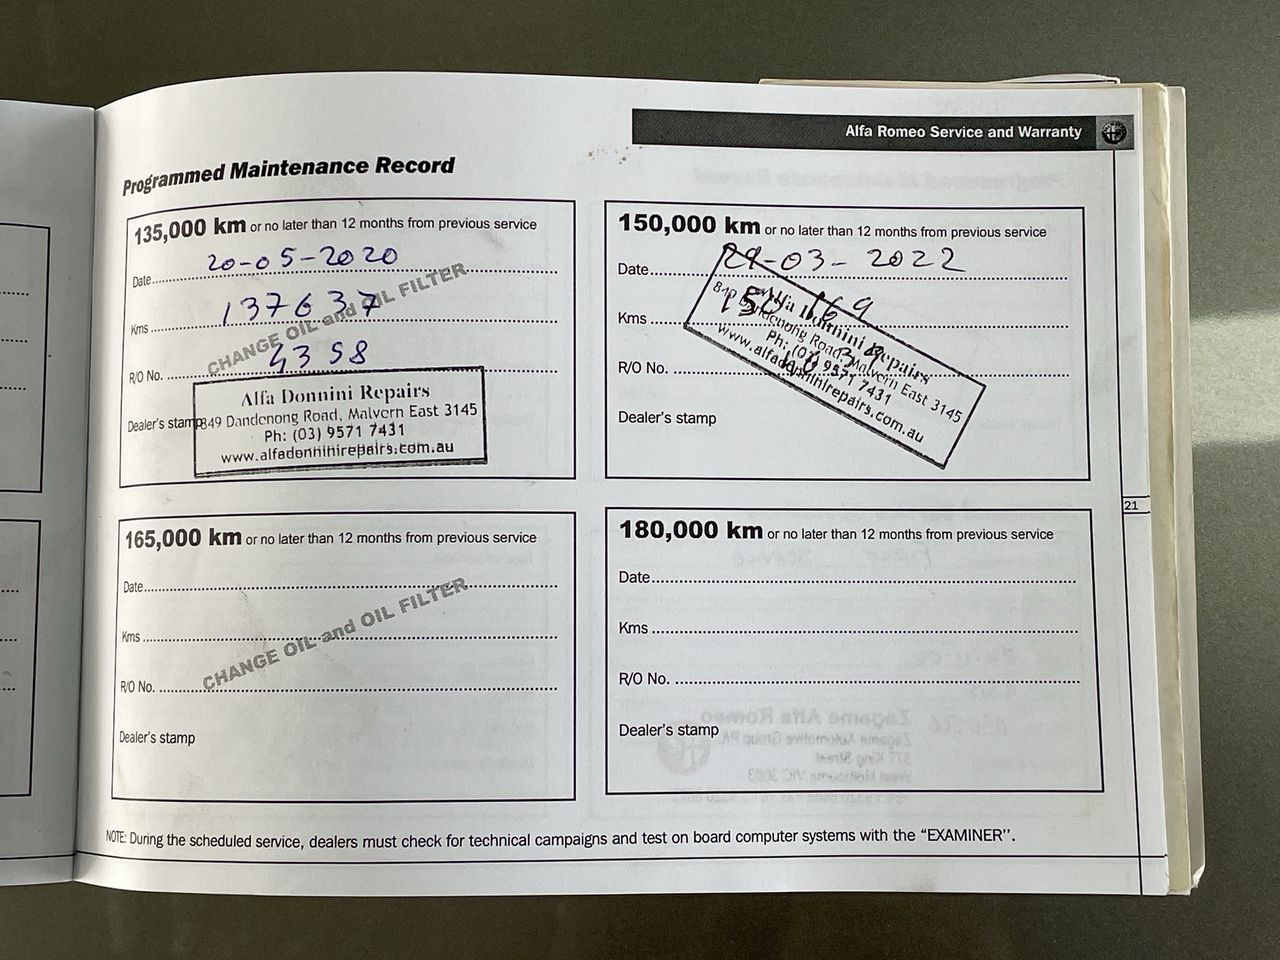 Alfa Romeo Service and Warranty
Programmed Maintenance Record
135,000 km or no later than 12 months from previous service
Date 20-05-2020
Kms 137637
CHANGE OIL and OIL FILTER
R/O No. 4358
Dealer's stamp
Alfa Donnini Repairs
849 Dandenong Road, Malvern East 3145
Ph: (03) 9571 7431
www.alfadonninirepairs.com.au
150,000 km or no later than 12 months from previous service
Date -03-2022
Kms
R/O No.
Dealer's stamp
Alfa Donnini Repairs
849 Dandenong Road, Malvern East 3145
Ph: (03) 9571 7431
www.alfadonninirepairs.com.au
21
165,000 km or no later than 12 months from previous service
Date
Kms
CHANGE OIL and OIL FILTER
R/O No.
Dealer's stamp
180,000 km or no later than 12 months from previous service
Date
Kms
R/O No.
Dealer's stamp
NOTE: During the scheduled service, dealers must check for technical campaigns and test on board computer systems with the “EXAMINER”.